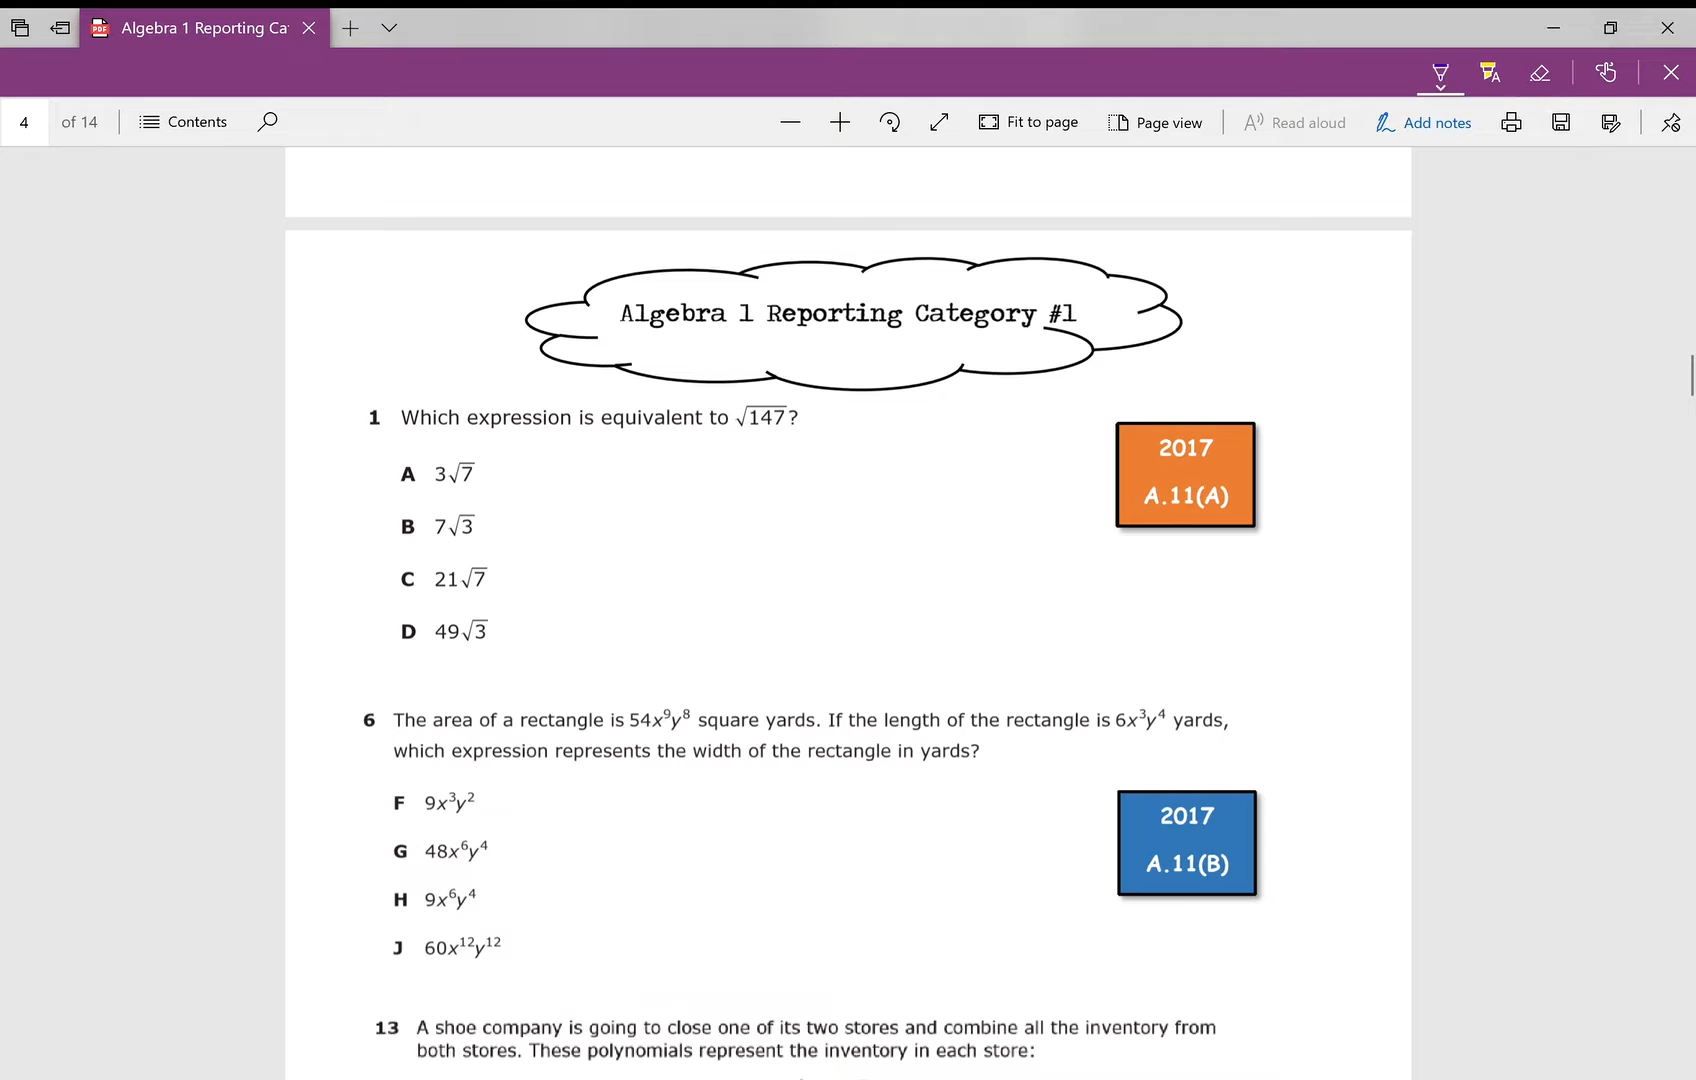 Algebra 1 Reporting Ca
4 of 14 Contents Fit to page Page view Read aloud Add notes
Algebra 1 Reporting Category #1
1 Which expression is equivalent to √147?
A 3√7
B 7√3
C 21√7
D 49√3
2017
A.11(A)
6 The area of a rectangle is 54x⁹y⁸ square yards. If the length of the rectangle is 6x³y⁴ yards,
which expression represents the width of the rectangle in yards?
F 9x³y²
G 48x⁶y⁴
H 9x⁶y⁴
J 60x¹²y¹²
2017
A.11(B)
13 A shoe company is going to close one of its two stores and combine all the inventory from
both stores. These polynomials represent the inventory in each store: